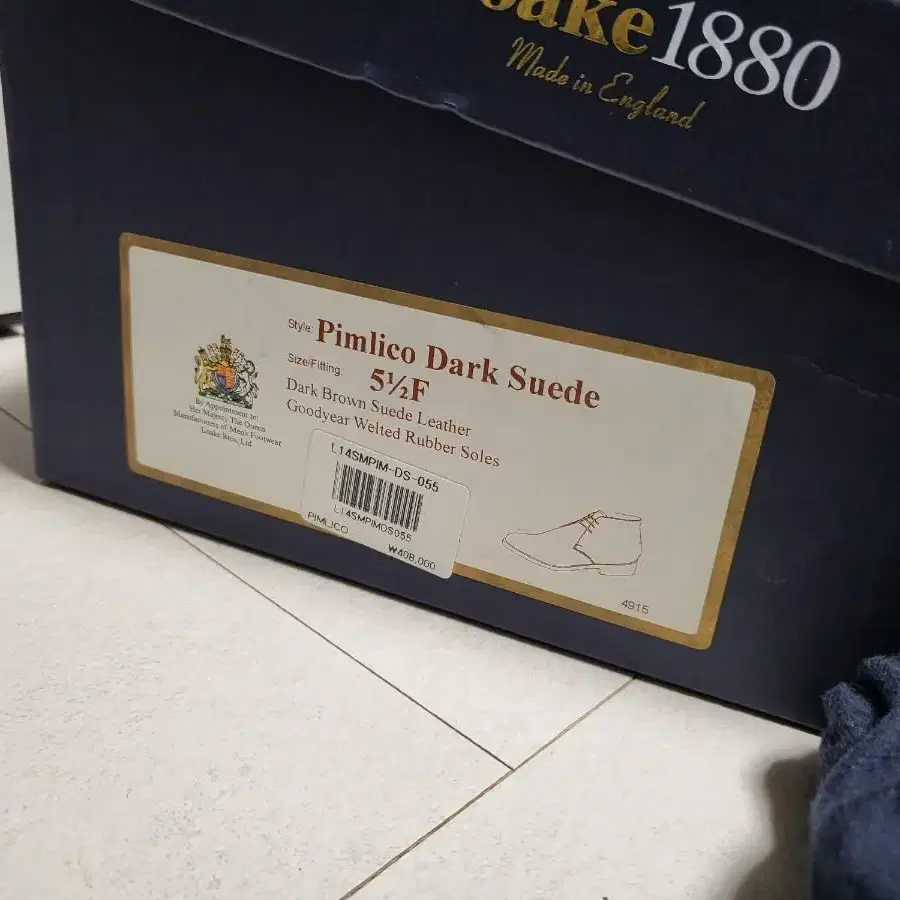 oake 1880
Made in England
Style: Pimlico Dark Suede
Size/Fitting: 5½F
Dark Brown Suede Leather
Goodyear Welted Rubber Soles
By Appointment to:
Her Majesty The Queen
Manufacturers of Men's Footwear
Loake Bros. Ltd
L14SMPIM-DS-055
L14SMPIMDS055
PIMLICO
₩408,000
4915